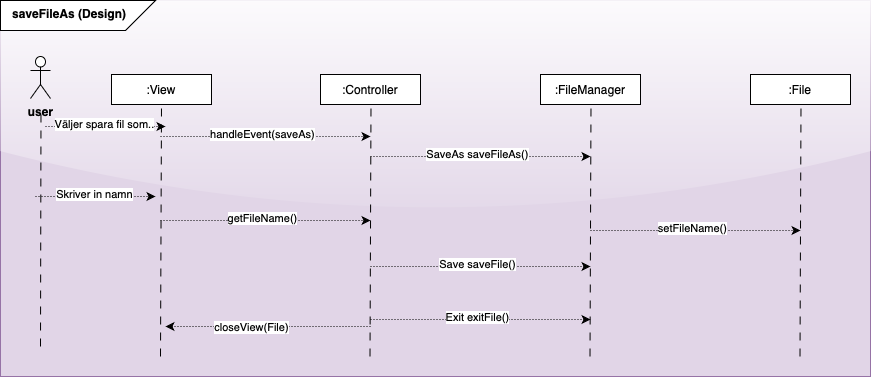 saveFileAs (Design)
:View
:Controller
:FileManager
:File
user
Väljer spara fil som..
handleEvent(saveAs)
SaveAs saveFileAs()
Skriver in namn
getFileName()
setFileName()
Save saveFile()
Exit exitFile()
closeView(File)